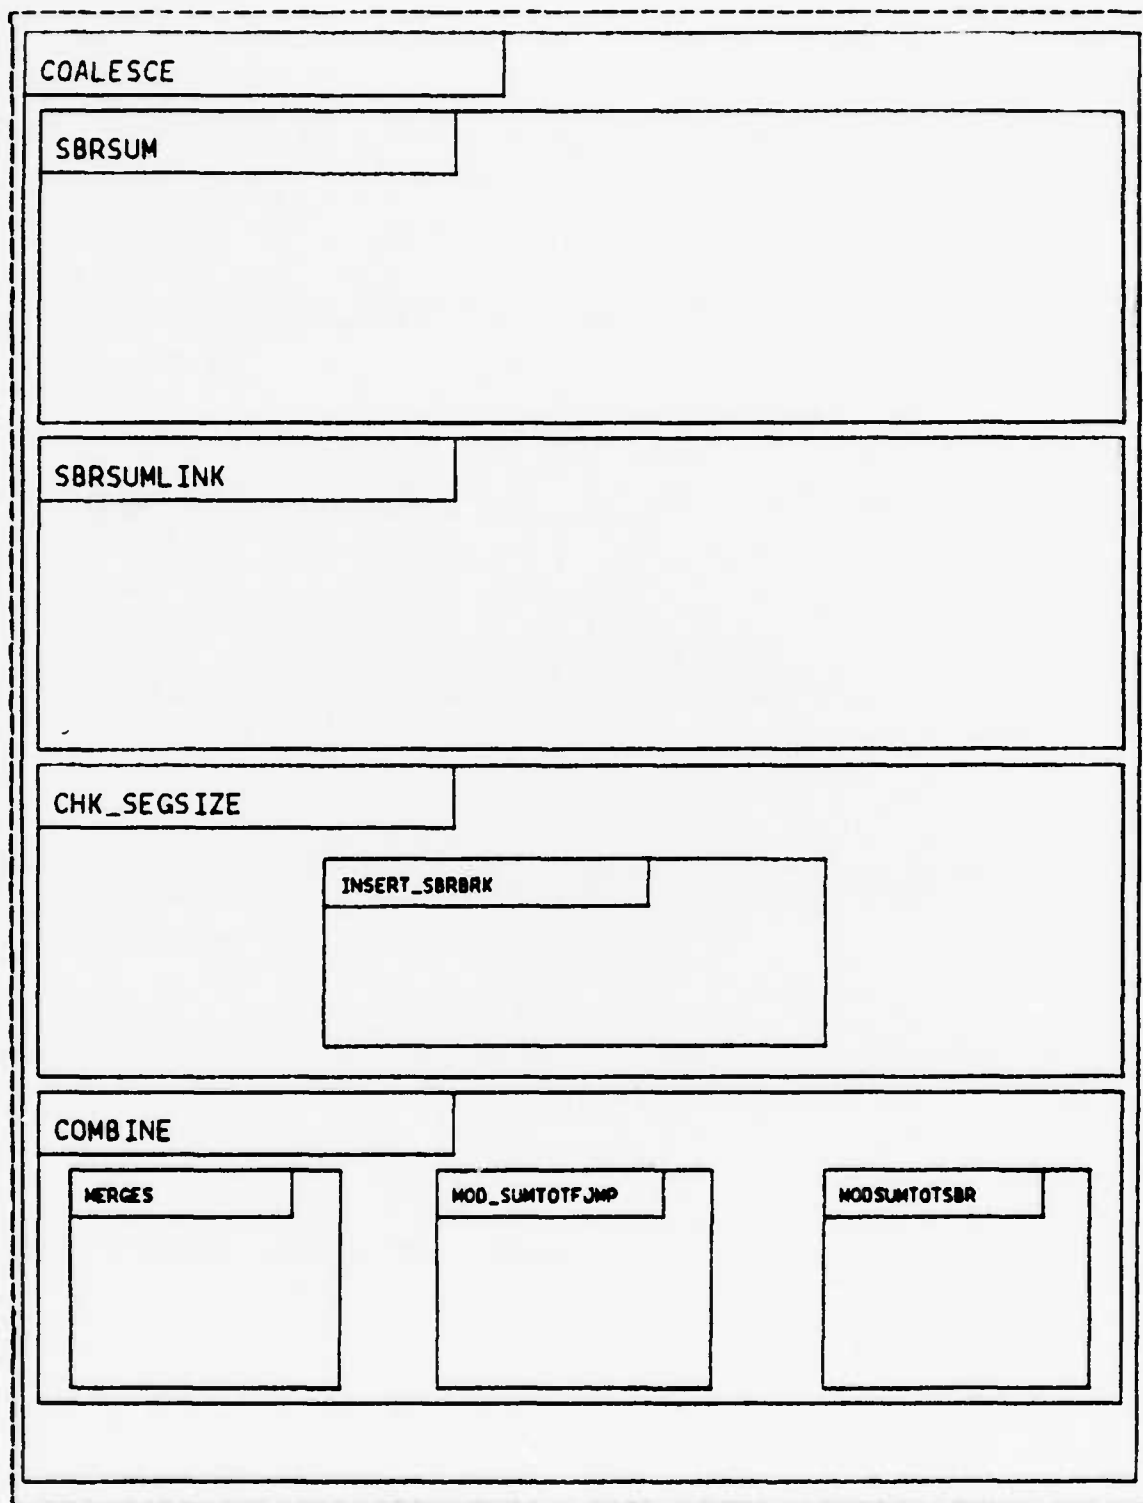 COALESCE
SBRSUM
SBRSUMLINK
CHK_SEGSIZE
INSERT_SBRBRK
COMBINE
MERGES
MOD_SUMTOTFJMP
MODSUMTOTSBR